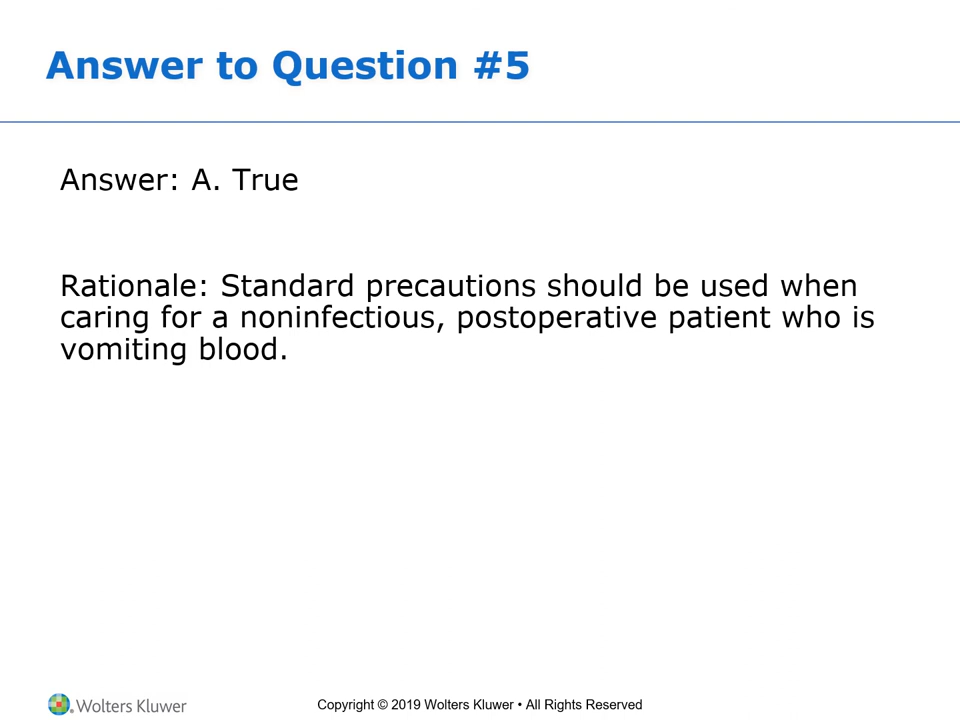 Answer to Question #5
Answer: A. True
Rationale: Standard precautions should be used when
caring for a noninfectious, postoperative patient who is
vomiting blood.
Wolters Kluwer
Copyright © 2019 Wolters Kluwer • All Rights Reserved